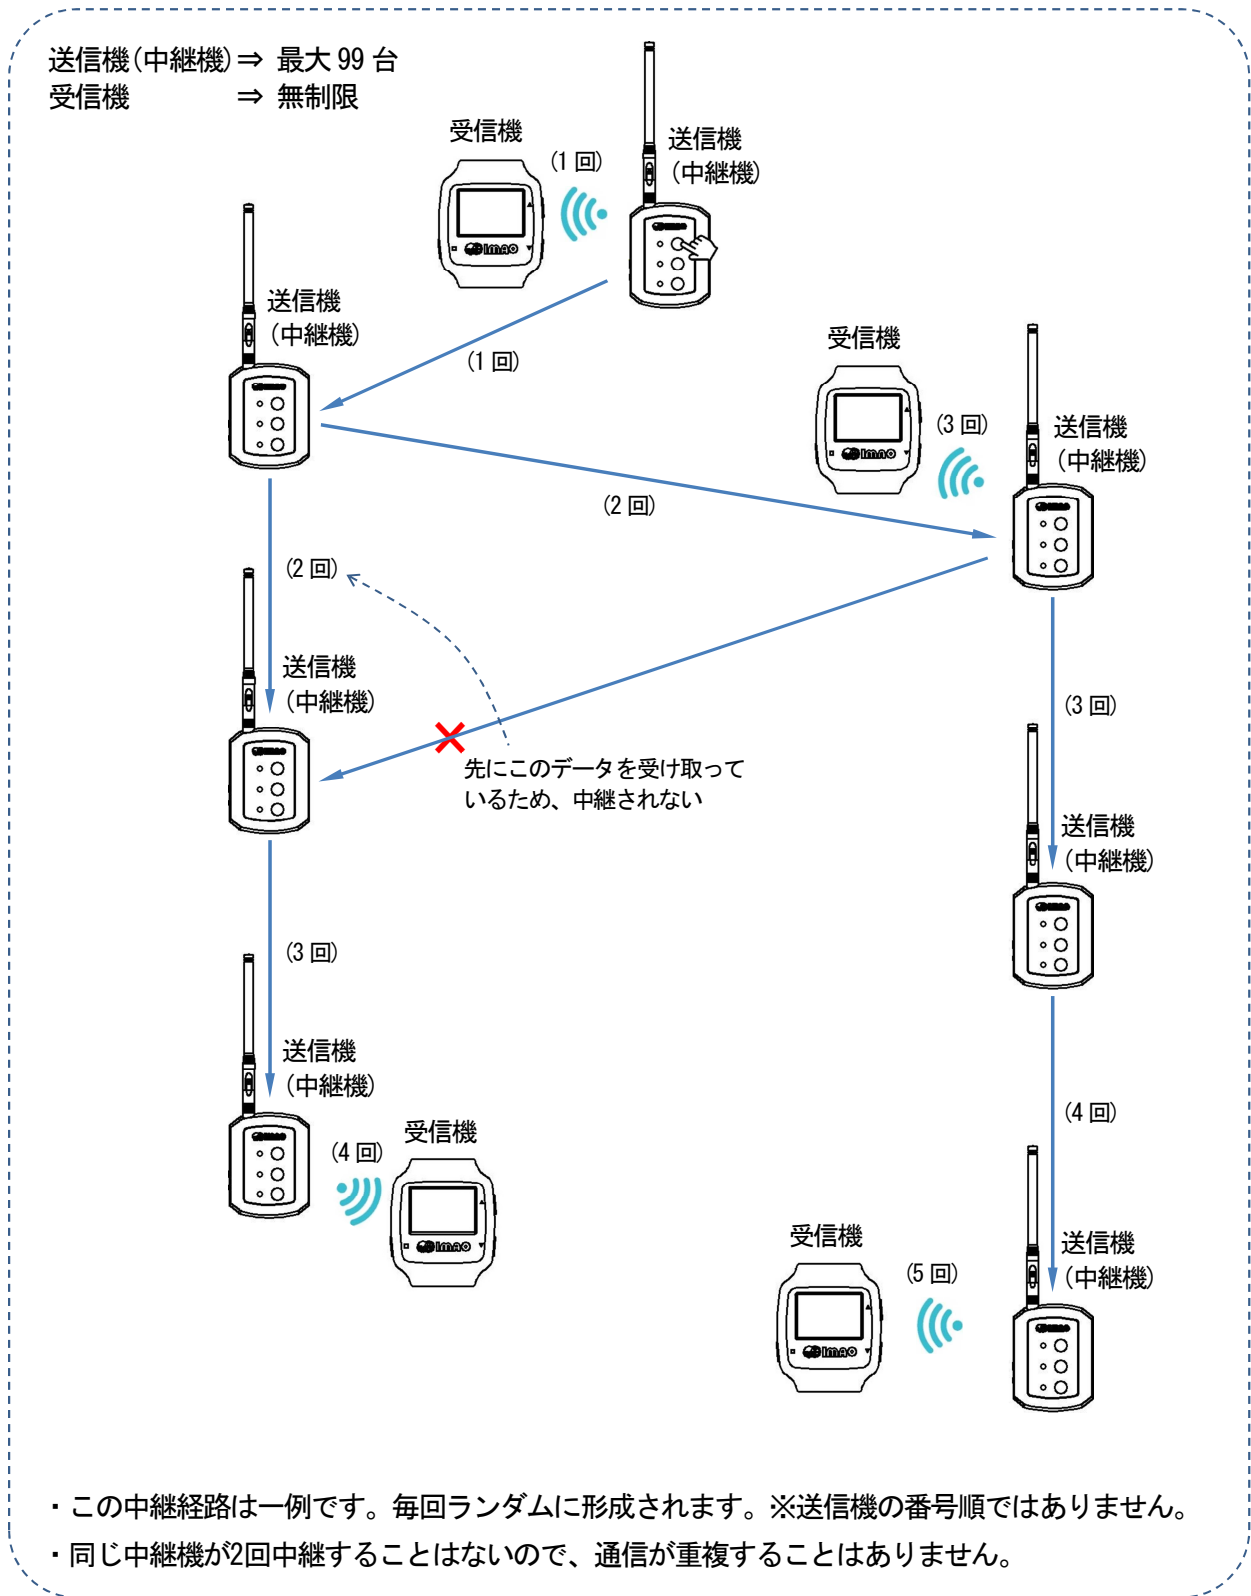 送信機(中継機)⇒ 最大 99 台
受信機 ⇒ 無制限
受信機
(1 回)
送信機
(中継機)
IMAO
送信機
(中継機)
(1 回)
受信機
(3 回)
送信機
(中継機)
IMAO
(2 回)
(2 回)
送信機
(中継機)
(3 回)
先にこのデータを受け取って
いるため、中継されない
送信機
(中継機)
(3 回)
送信機
(中継機)
(4 回)
(4 回)
受信機
IMAO
受信機
(5 回)
送信機
(中継機)
IMAO
・この中継経路は一例です。毎回ランダムに形成されます。※送信機の番号順ではありません。
・同じ中継機が2回中継することはないので、通信が重複することはありません。